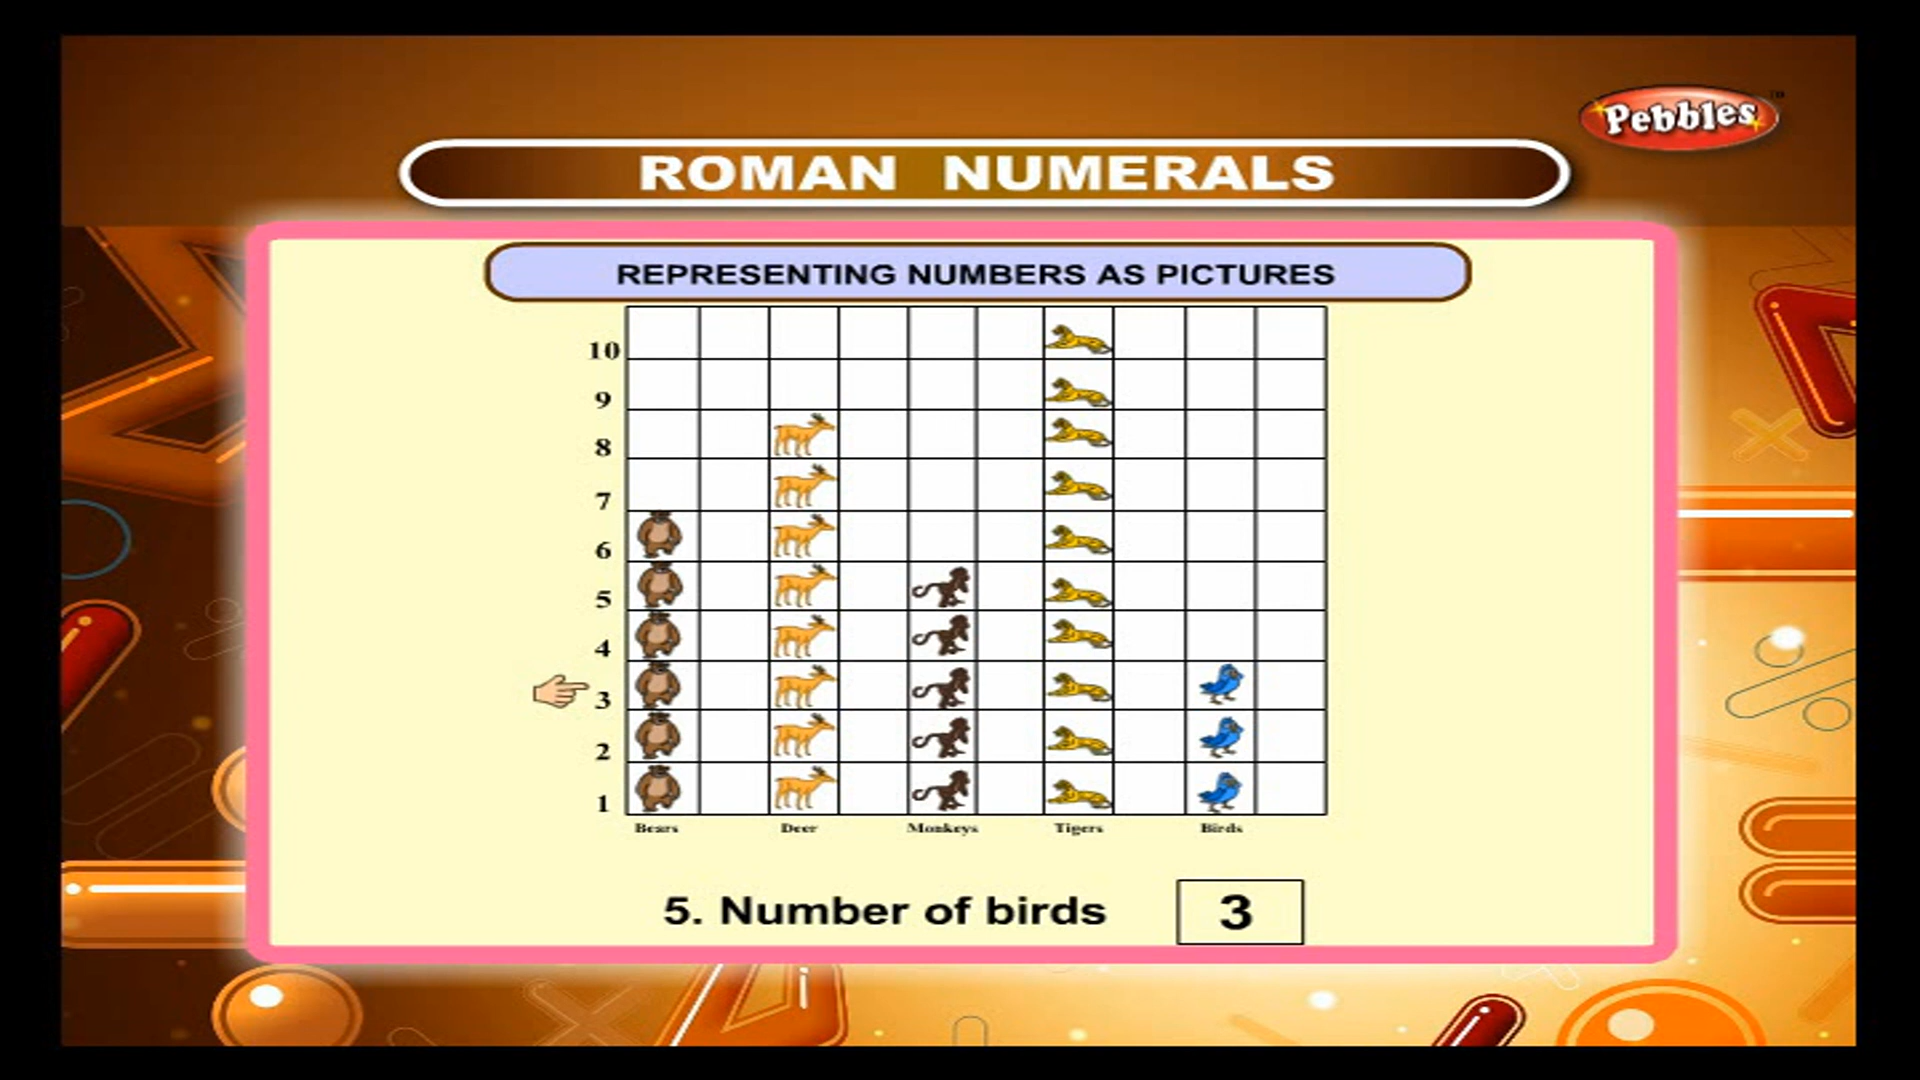 Pebbles™
ROMAN NUMERALS
REPRESENTING NUMBERS AS PICTURES
10
9
8
7
6
5
4
3
2
1
Bears Deer Monkeys Tigers Birds
5. Number of birds 3